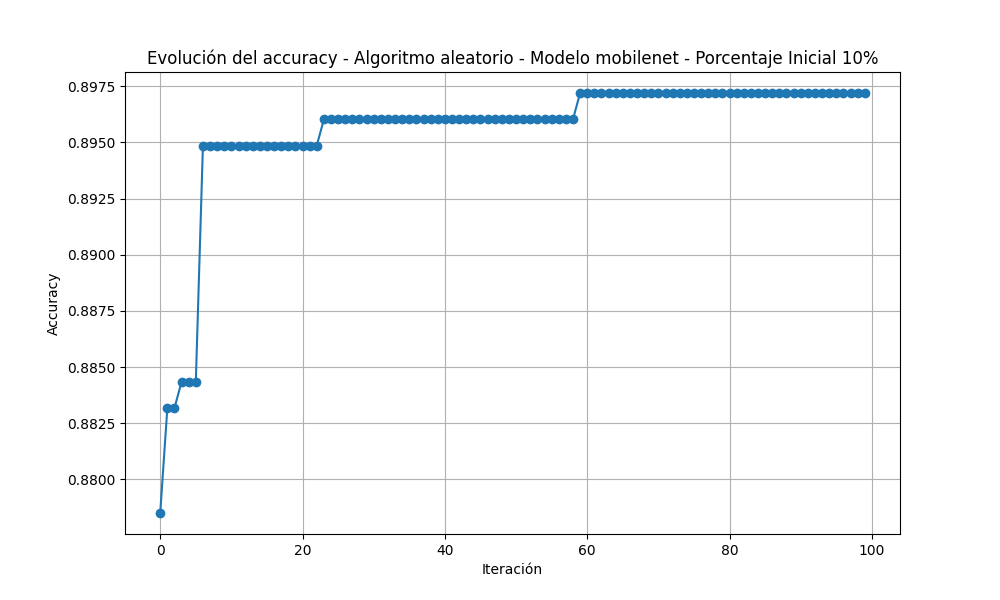 Evolución del accuracy - Algoritmo aleatorio - Modelo mobilenet - Porcentaje Inicial 10%
0.8975
0.8950
0.8925
0.8900
0.8875
0.8850
0.8825
0.8800
Accuracy
0 20 40 60 80 100
Iteración